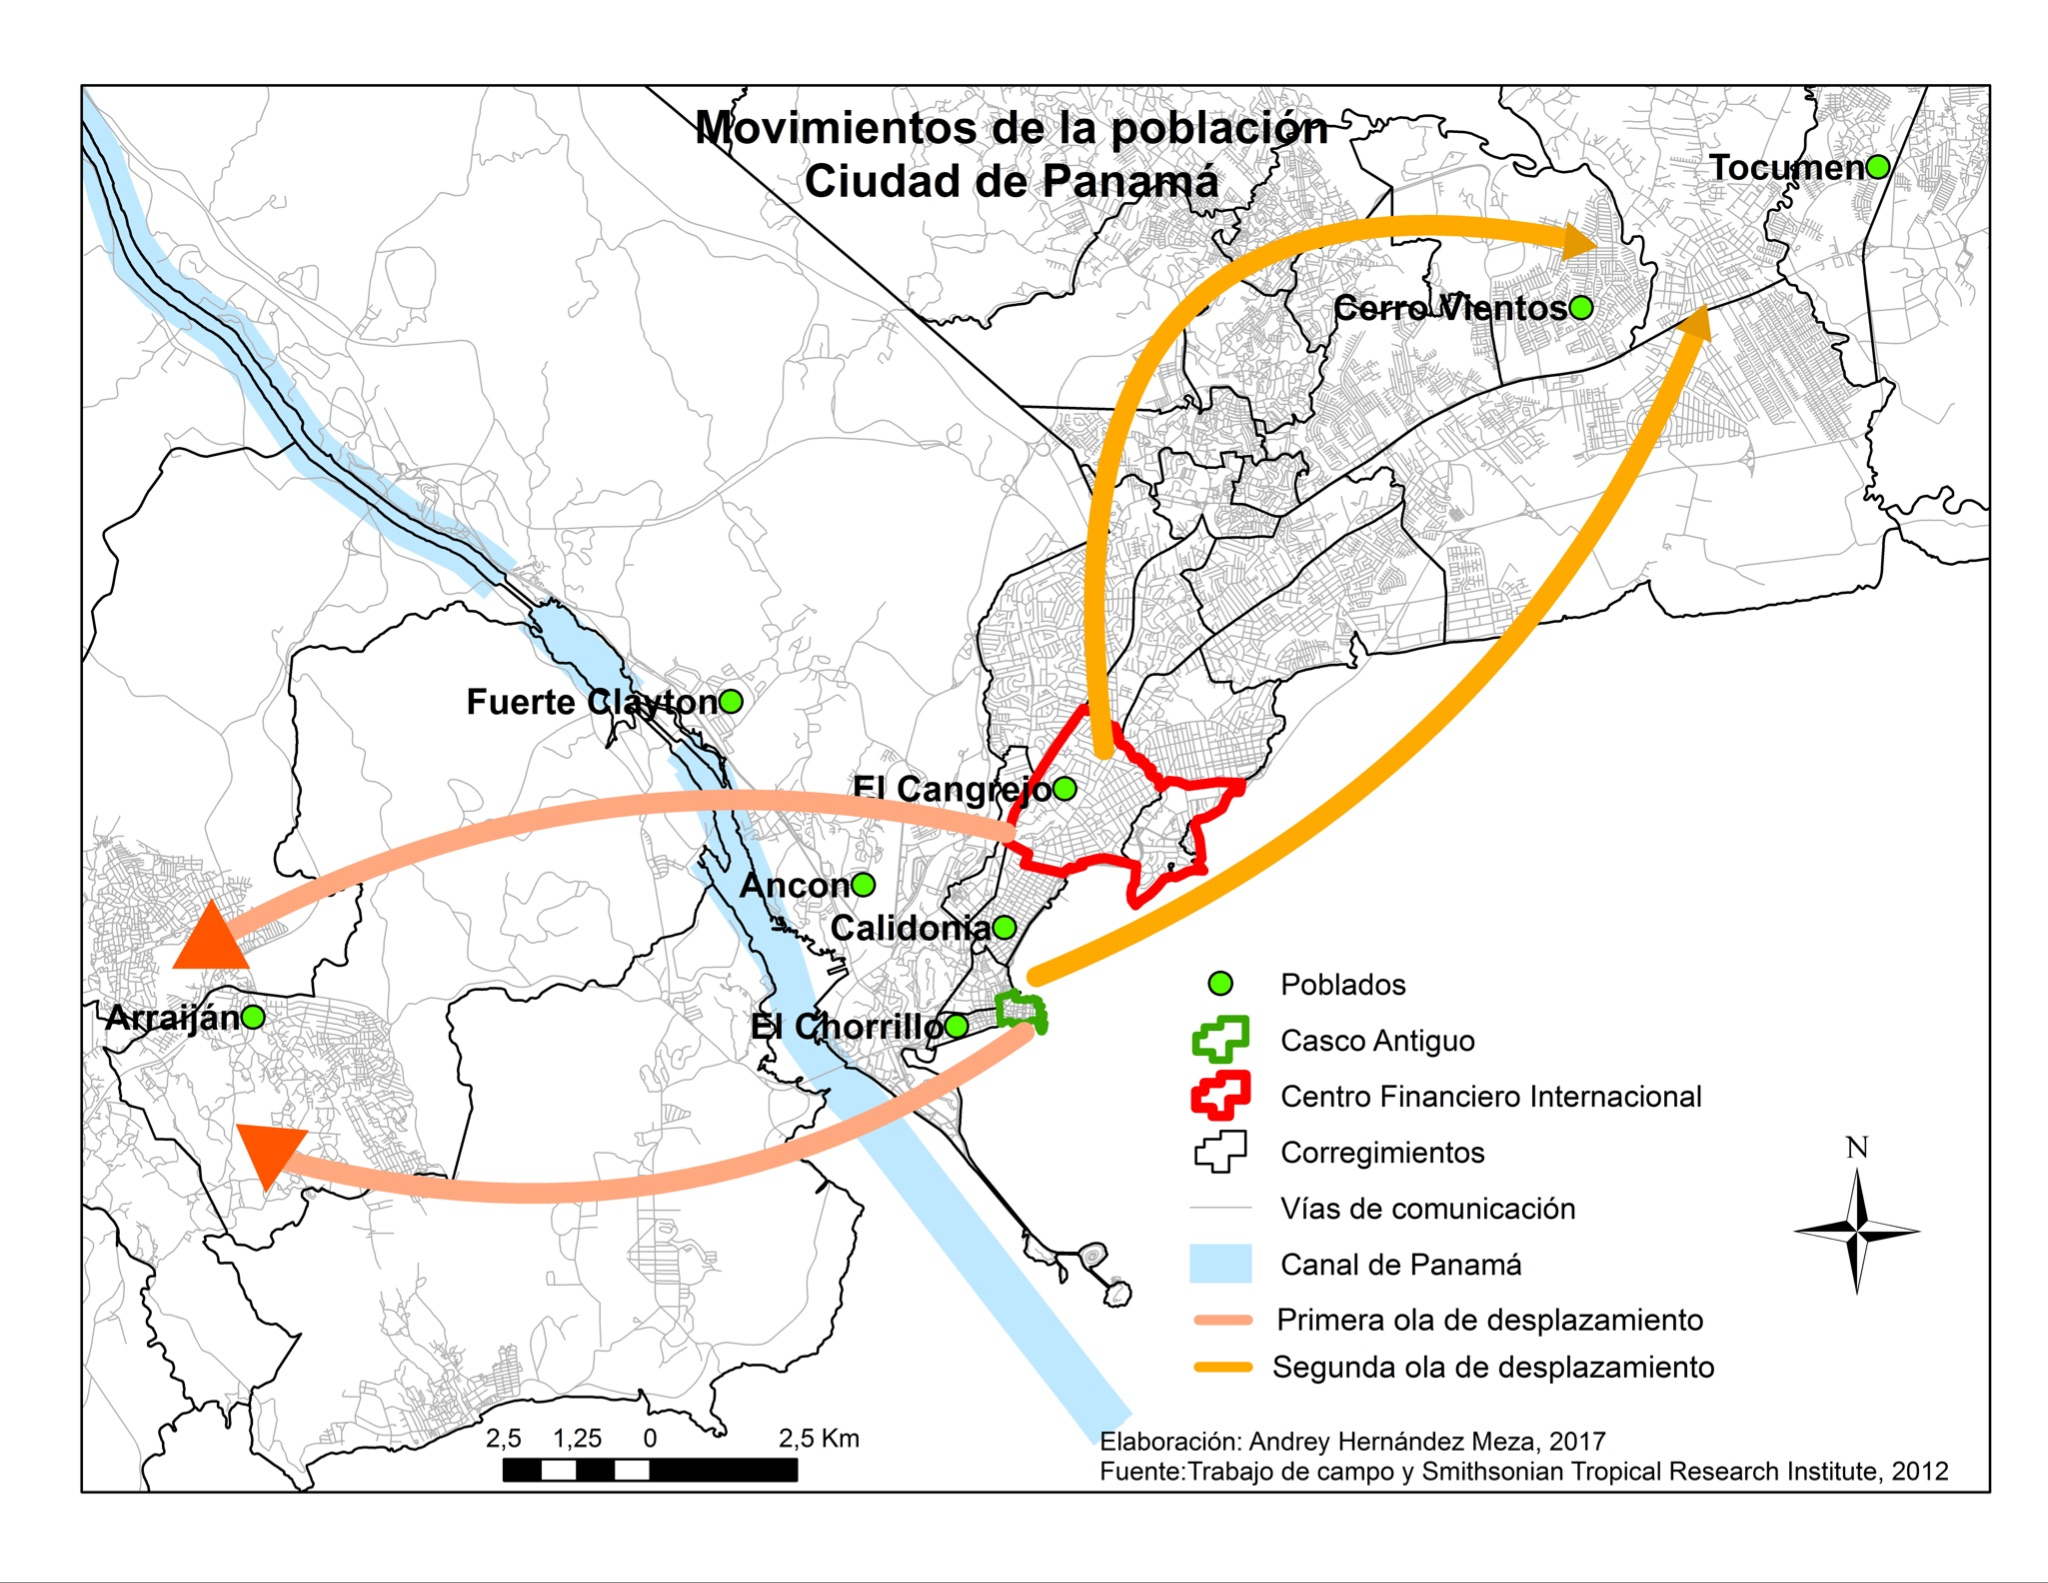 Movimientos de la población
Ciudad de Panamá
Tocumen
Cerro Vientos
Fuerte Clayton
El Cangrejo
Ancon
Calidonia
Arraiján
El Chorrillo
Poblados
Casco Antiguo
Centro Financiero Internacional
Corregimientos
Vías de comunicación
Canal de Panamá
Primera ola de desplazamiento
Segunda ola de desplazamiento
N
2,5 1,25 0 2,5 Km
Elaboración: Andrey Hernández Meza, 2017
Fuente:Trabajo de campo y Smithsonian Tropical Research Institute, 2012